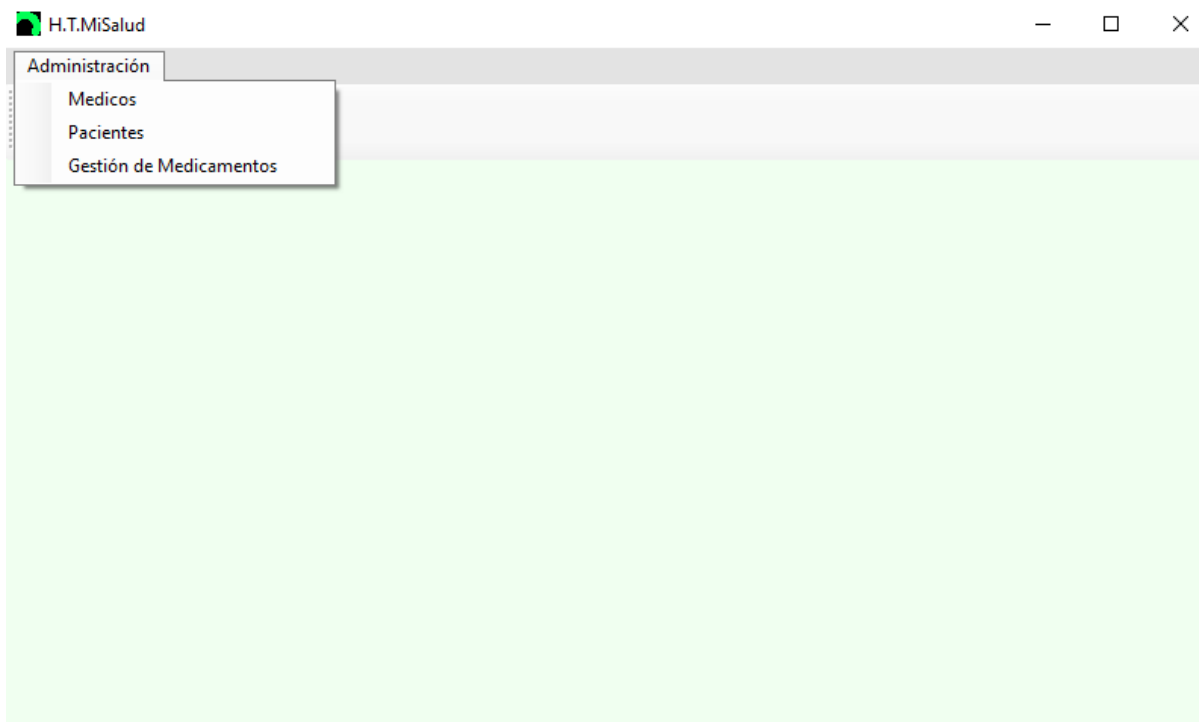 H.T.MiSalud
Administración
Medicos
Pacientes
Gestión de Medicamentos